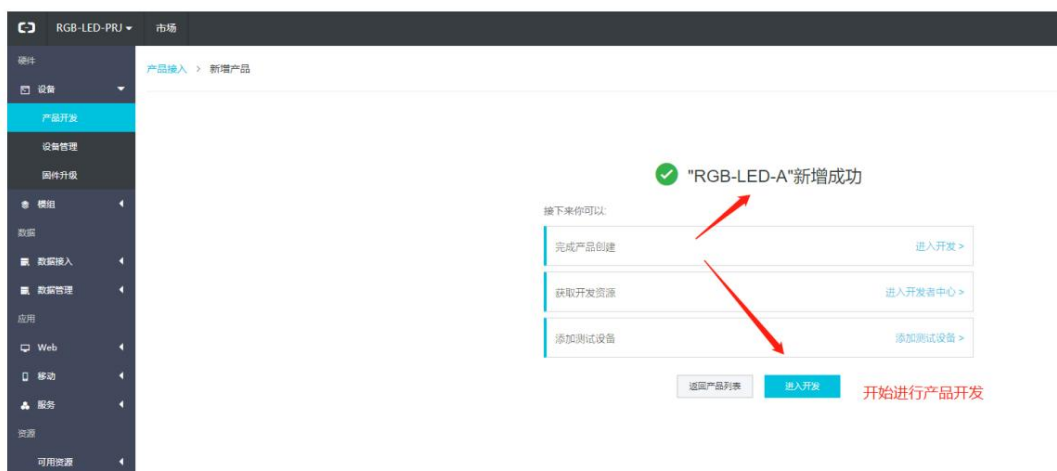 RGB-LED-PRJ 市场
硬件
设备
产品开发
设备管理
固件升级
模组
数据
数据接入
数据管理
应用
Web
移动
服务
资源
可用资源
产品接入 > 新增产品
"RGB-LED-A"新增成功
接下来你可以:
完成产品创建 进入开发 >
获取开发资源 进入开发者中心 >
添加测试设备 添加测试设备 >
返回产品列表 进入开发 开始进行产品开发